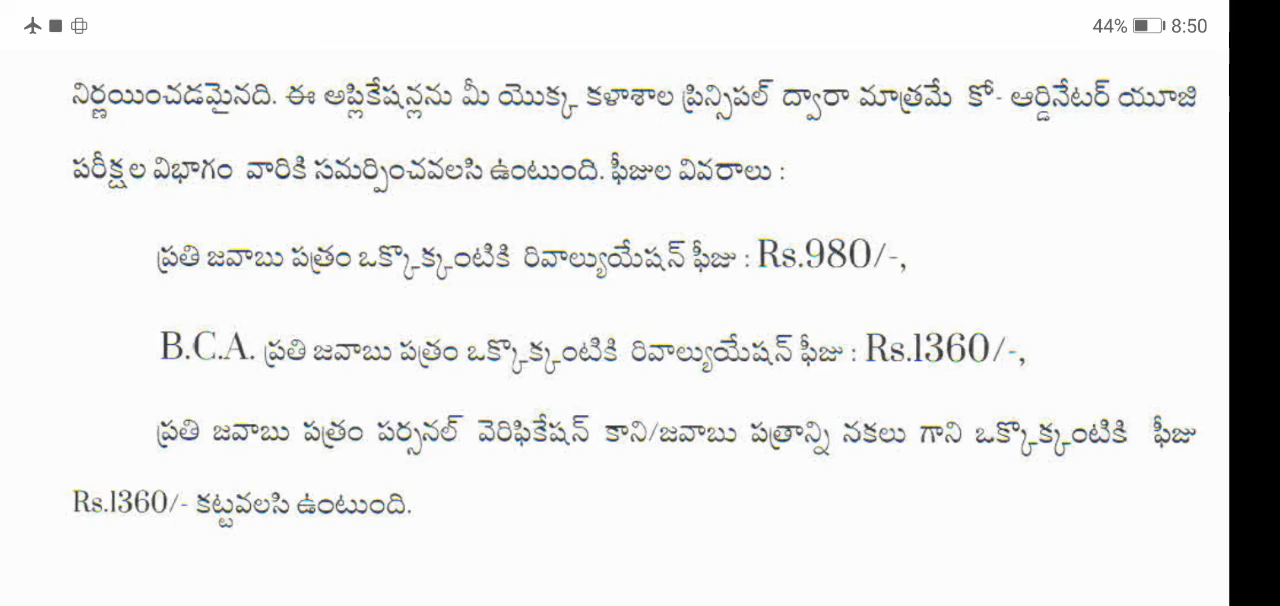 44% 8:50
నిర్ణయించడమైనది. ఈ అప్లికేషన్లను మీ యొక్క కళాశాల ప్రిన్సిపల్ ద్వారా మాత్రమే కో- ఆర్డినేటర్ యూజి
పరీక్షల విభాగం వారికి సమర్పించవలసి ఉంటుంది. ఫీజుల వివరాలు :
ప్రతి జవాబు పత్రం ఒక్కొక్కంటికి రివాల్యుయేషన్ ఫీజు : Rs.980/-,
B.C.A. ప్రతి జవాబు పత్రం ఒక్కొక్కంటికి రివాల్యుయేషన్ ఫీజు : Rs.1360/-,
ప్రతి జవాబు పత్రం పర్సనల్ వెరిఫికేషన్ కాని/జవాబు పత్రాన్ని నకలు గాని ఒక్కొక్కంటికి ఫీజు
Rs.1360/- కట్టవలసి ఉంటుంది.